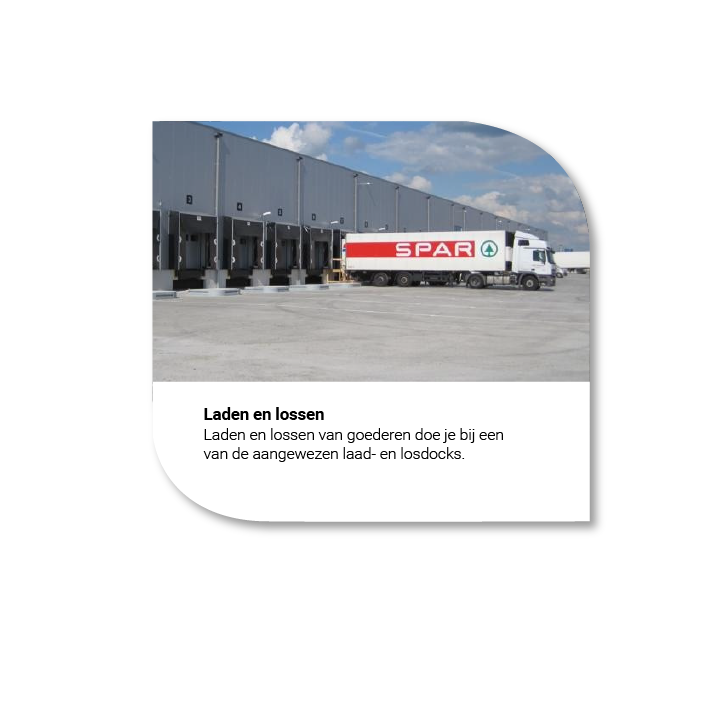 SPAR
Laden en lossen
Laden en lossen van goederen doe je bij een
van de aangewezen laad- en losdocks.